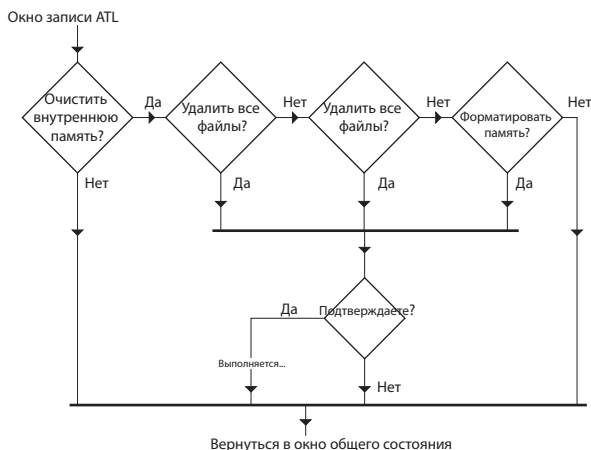 Окно записи ATL
Очистить
внутреннюю
память?
Да
Удалить все
файлы?
Нет
Удалить все
файлы?
Нет
Форматировать
память?
Нет
Нет
Да
Да
Да
Да
Подтверждаете?
Выполняется...
Нет
Вернуться в окно общего состояния